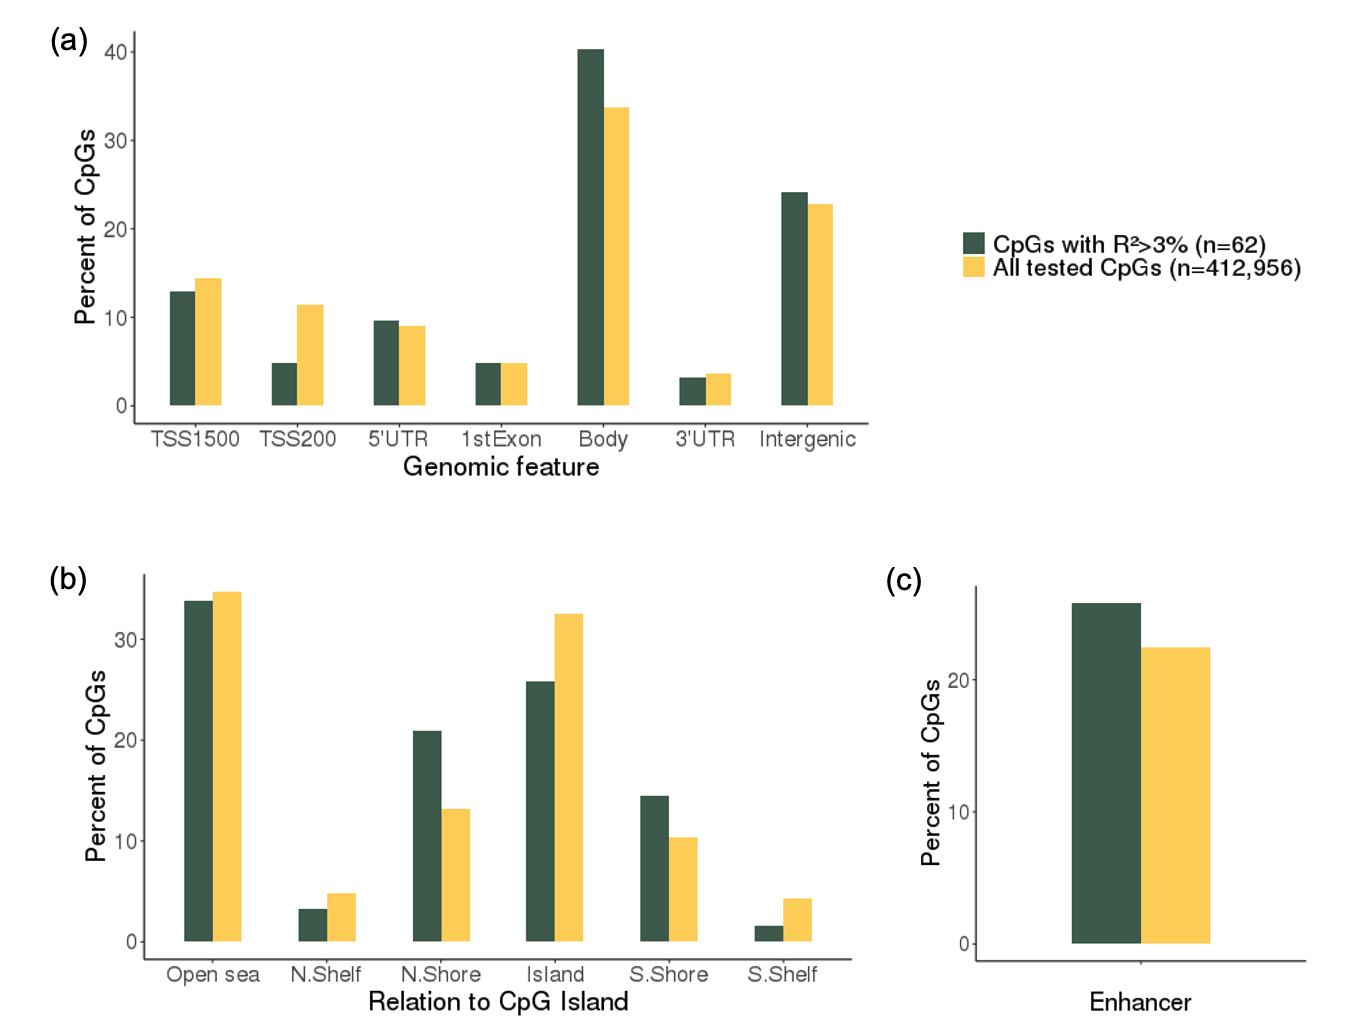 (a)
Percent of CpGs
40
30
20
10
0
TSS1500 TSS200 5'UTR 1stExon Body 3'UTR Intergenic
Genomic feature
CpGs with R²>3% (n=62)
All tested CpGs (n=412,956)
(b)
Percent of CpGs
30
20
10
0
Open sea N.Shelf N.Shore Island S.Shore S.Shelf
Relation to CpG Island
(c)
Percent of CpGs
20
10
0
Enhancer